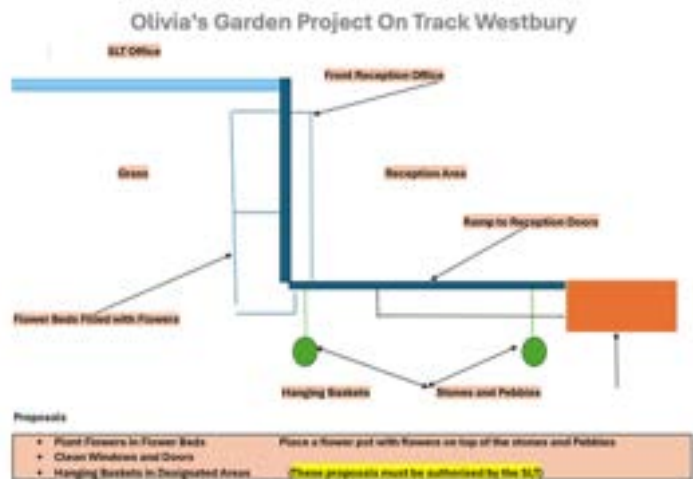 Olivia's Garden Project On Track Westbury
SLT Office
Front Reception Office
Grass
Reception Area
Ramp to Reception Doors
Flower Beds Filled with Flowers
Hanging Baskets
Stones and Pebbles
Proposals
• Plant Flowers in Flower Beds Place a flower pot with flowers on top of the stones and Pebbles
• Clean Windows and Doors
• Hanging Baskets in Designated Areas (These proposals must be authorised by the SLT)